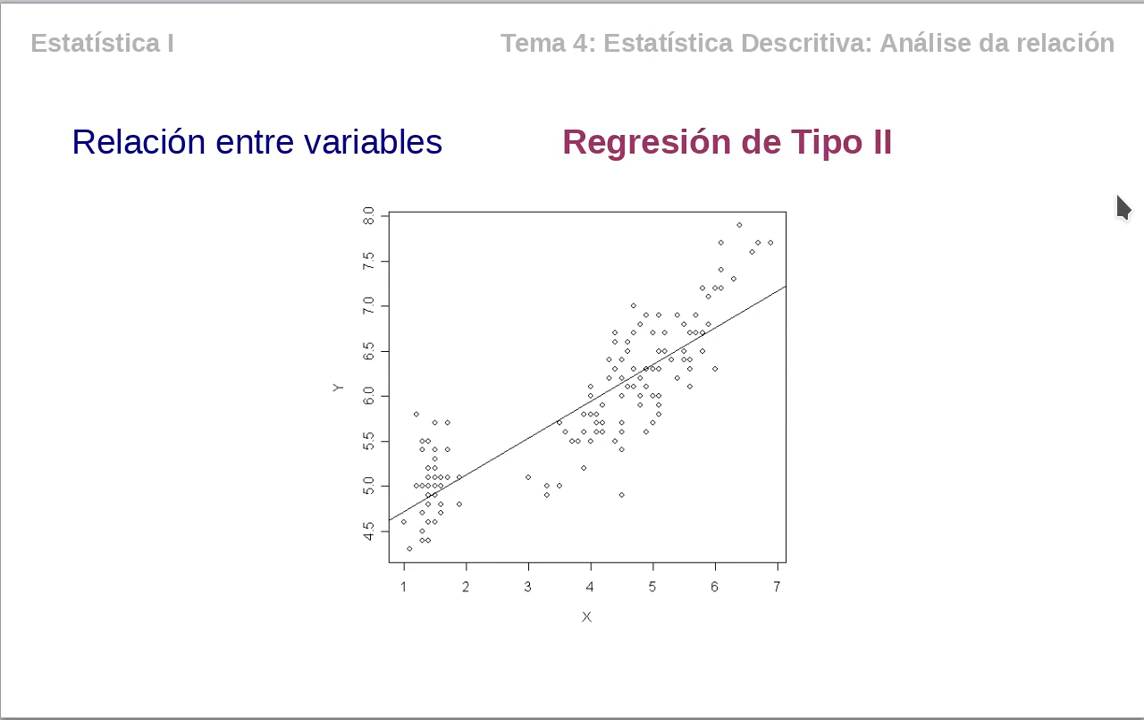 Estatística I
Tema 4: Estatística Descritiva: Análise da relación
Relación entre variables
Regresión de Tipo II
8.0
7.5
7.0
6.5
6.0
5.5
5.0
4.5
Y
1 2 3 4 5 6 7
X